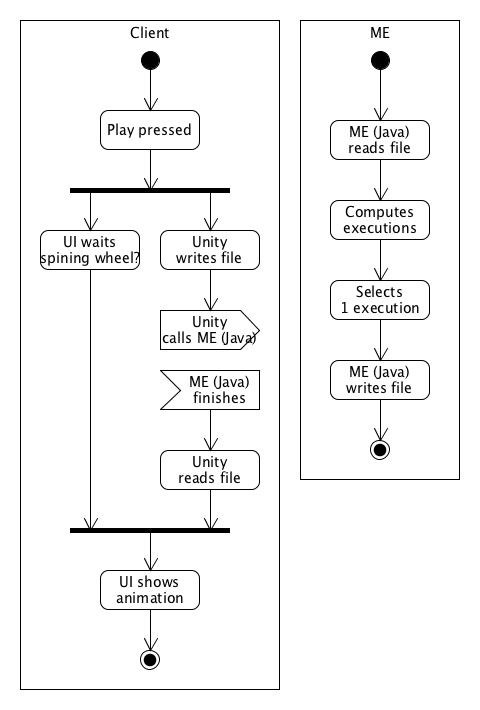 Client
Play pressed
UI waits
spining wheel?
Unity
writes file
Unity
calls ME (Java)
ME (Java)
finishes
Unity
reads file
UI shows
animation
ME
ME (Java)
reads file
Computes
executions
Selects
1 execution
ME (Java)
writes file